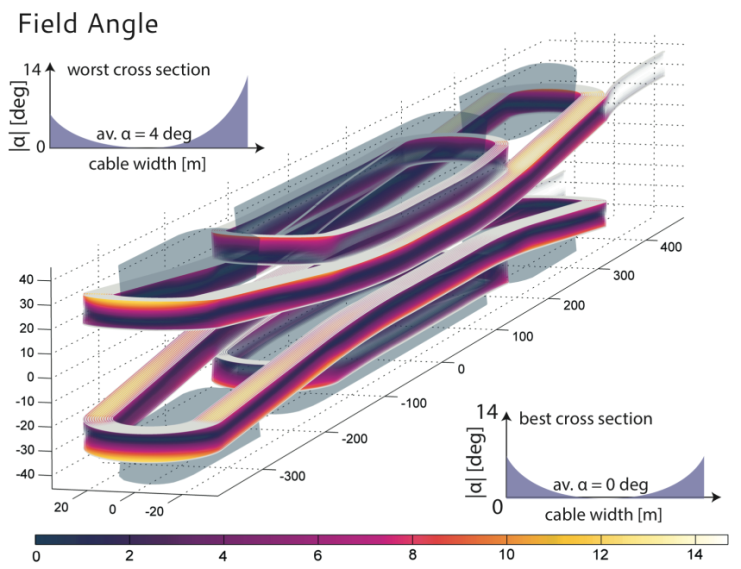 Field Angle
14
worst cross section
|α| [deg]
av. α = 4 deg
0
cable width [m]
40
30
20
10
0
-10
-20
-30
-40
20
0
-20
-300
-200
-100
0
100
200
300
400
14
best cross section
|α| [deg]
av. α = 0 deg
0
cable width [m]
0 2 4 6 8 10 12 14